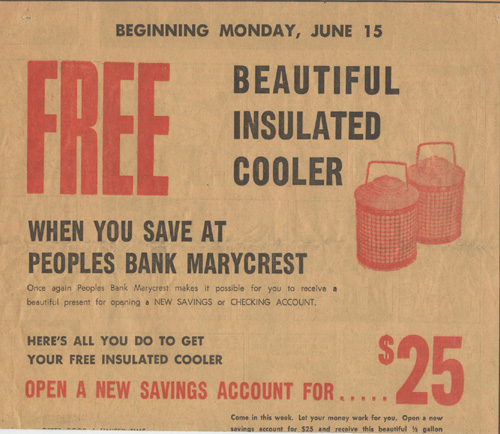 BEGINNING MONDAY, JUNE 15
FREE
BEAUTIFUL
INSULATED
COOLER
WHEN YOU SAVE AT
PEOPLES BANK MARYCREST
Once again Peoples Bank Marycrest makes it possible for you to receive a
beautiful present for opening a NEW SAVINGS or CHECKING ACCOUNT.
HERE'S ALL YOU DO TO GET
YOUR FREE INSULATED COOLER
OPEN A NEW SAVINGS ACCOUNT FOR.....$25
Come in this week. Let your money work for you. Open a new
savings account for $25 and receive this beautiful ½ gallon